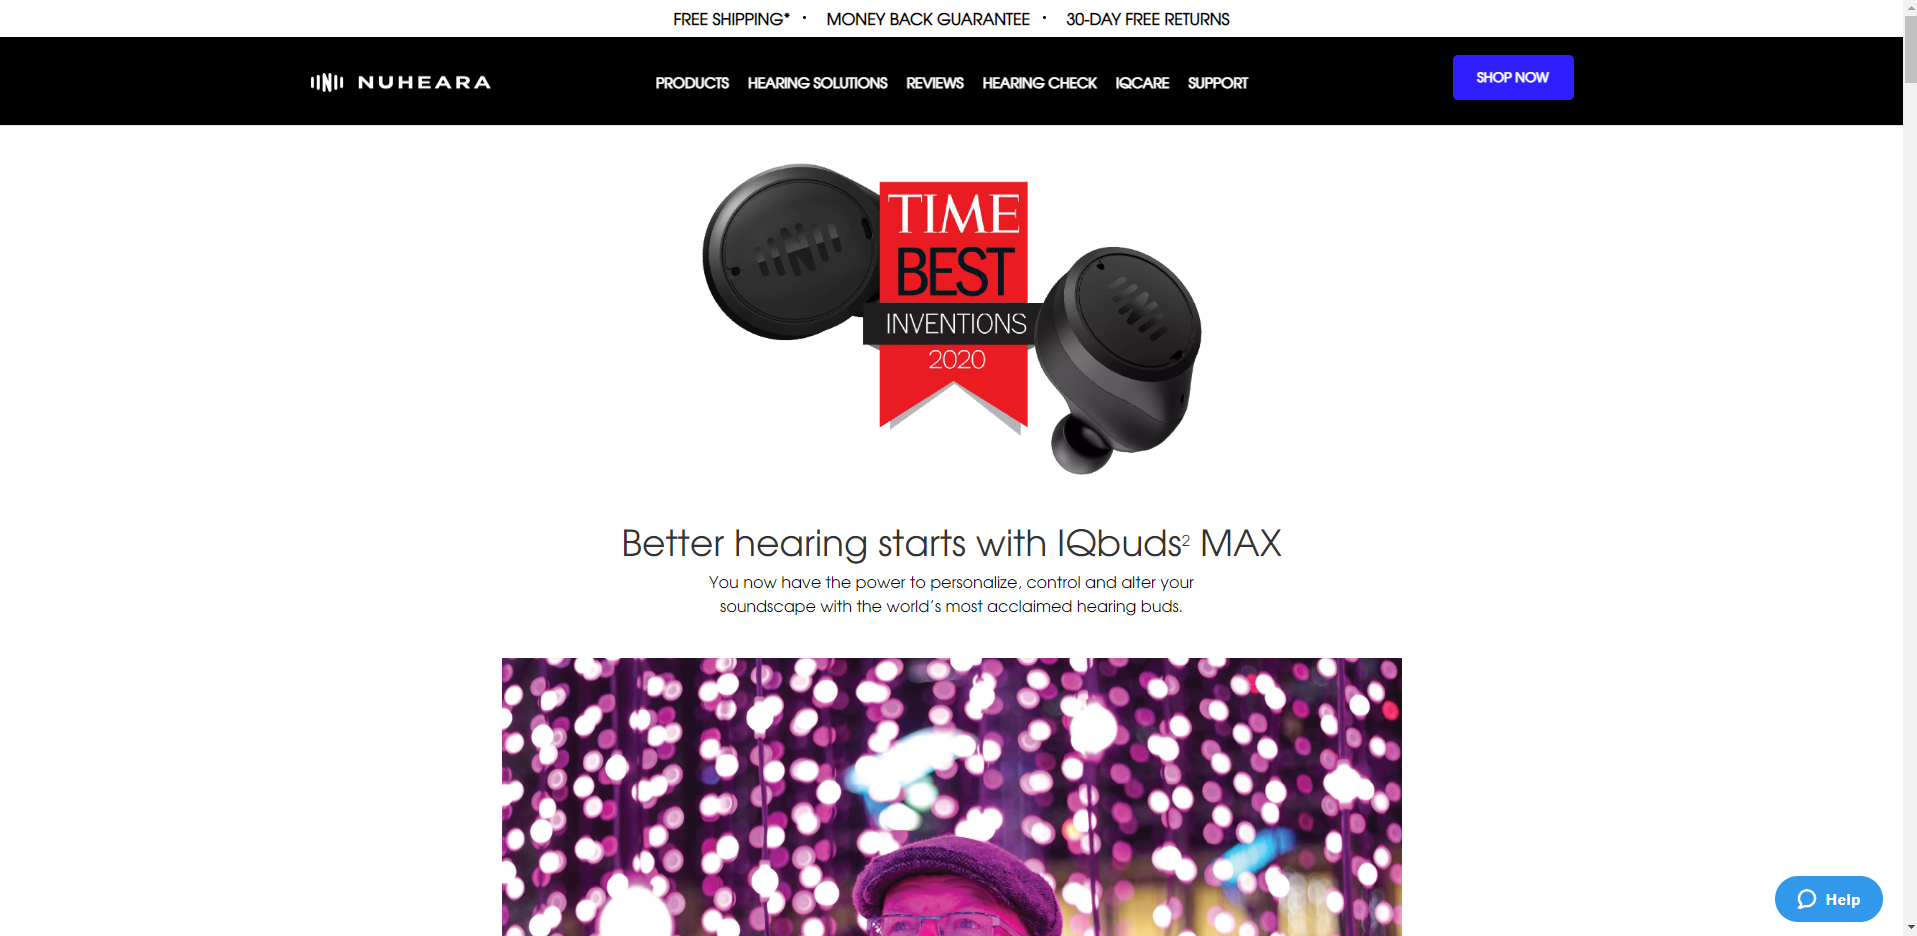 FREE SHIPPING* • MONEY BACK GUARANTEE • 30-DAY FREE RETURNS
NUHEARA
PRODUCTS HEARING SOLUTIONS REVIEWS HEARING CHECK IQCARE SUPPORT
SHOP NOW
TIME
BEST
INVENTIONS
2020
Better hearing starts with IQbuds² MAX
You now have the power to personalize, control and alter your
soundscape with the world's most acclaimed hearing buds.
Help